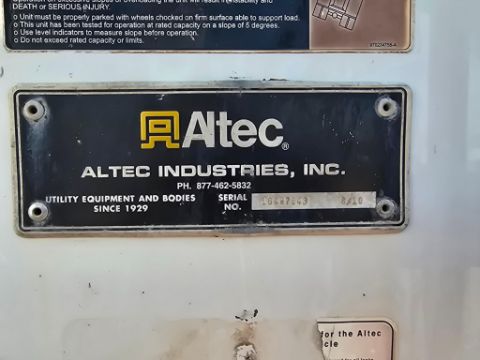 DEATH or SERIOUS INJURY.
o Unit must be properly parked with wheels chocked on firm surface able to support load.
o This unit has been tested for operation at rated capacity on a slope of 5 degrees.
o Use level indicators to measure slope before operation.
o Do not exceed rated capacity or limits.
Altec®
ALTEC INDUSTRIES, INC.
PH. 877-462-5832
UTILITY EQUIPMENT AND BODIES SERIAL
SINCE 1929 NO. 8/10
for the Altec